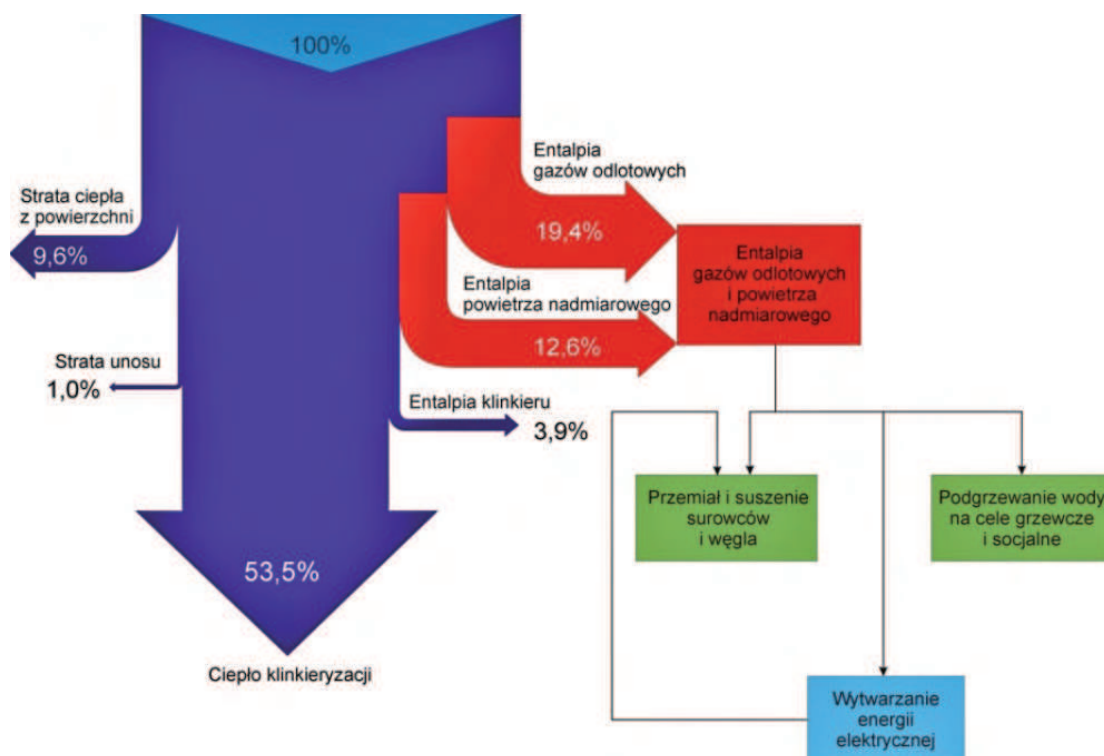 100%
Entalpia
gazów odlotowych
19,4%
Strata ciepła
z powierzchni
9,6%
Entalpia
gazów odlotowych
i powietrza
nadmiarowego
Entalpia
powietrza nadmiarowego
12,6%
Strata unosu
1,0%
Entalpia klinkieru
3,9%
Przemiał i suszenie
surowców
i węgla
Podgrzewanie wody
na cele grzewcze
i socjalne
53,5%
Ciepło klinkieryzacji
Wytwarzanie
energii
elektrycznej